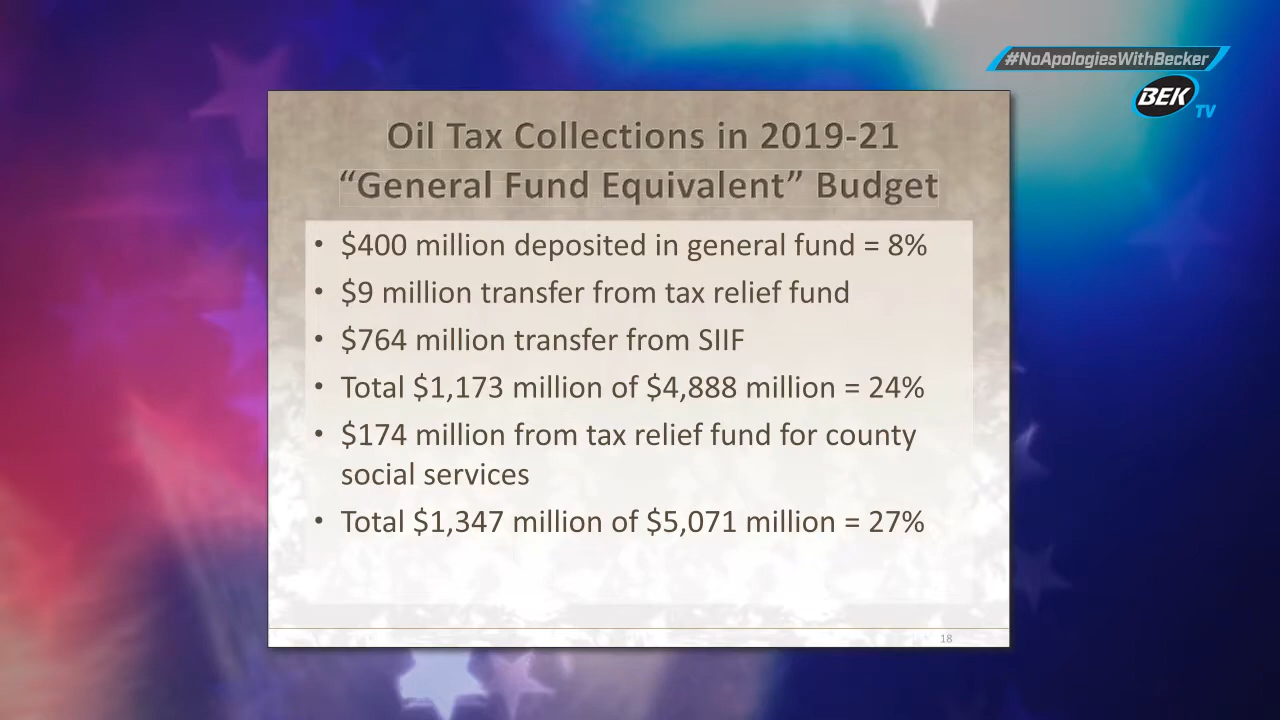 #NoApologiesWithBecker
BEK TV
Oil Tax Collections in 2019-21
“General Fund Equivalent” Budget
• $400 million deposited in general fund = 8%
• $9 million transfer from tax relief fund
• $764 million transfer from SIIF
• Total $1,173 million of $4,888 million = 24%
• $174 million from tax relief fund for county
social services
• Total $1,347 million of $5,071 million = 27%
18